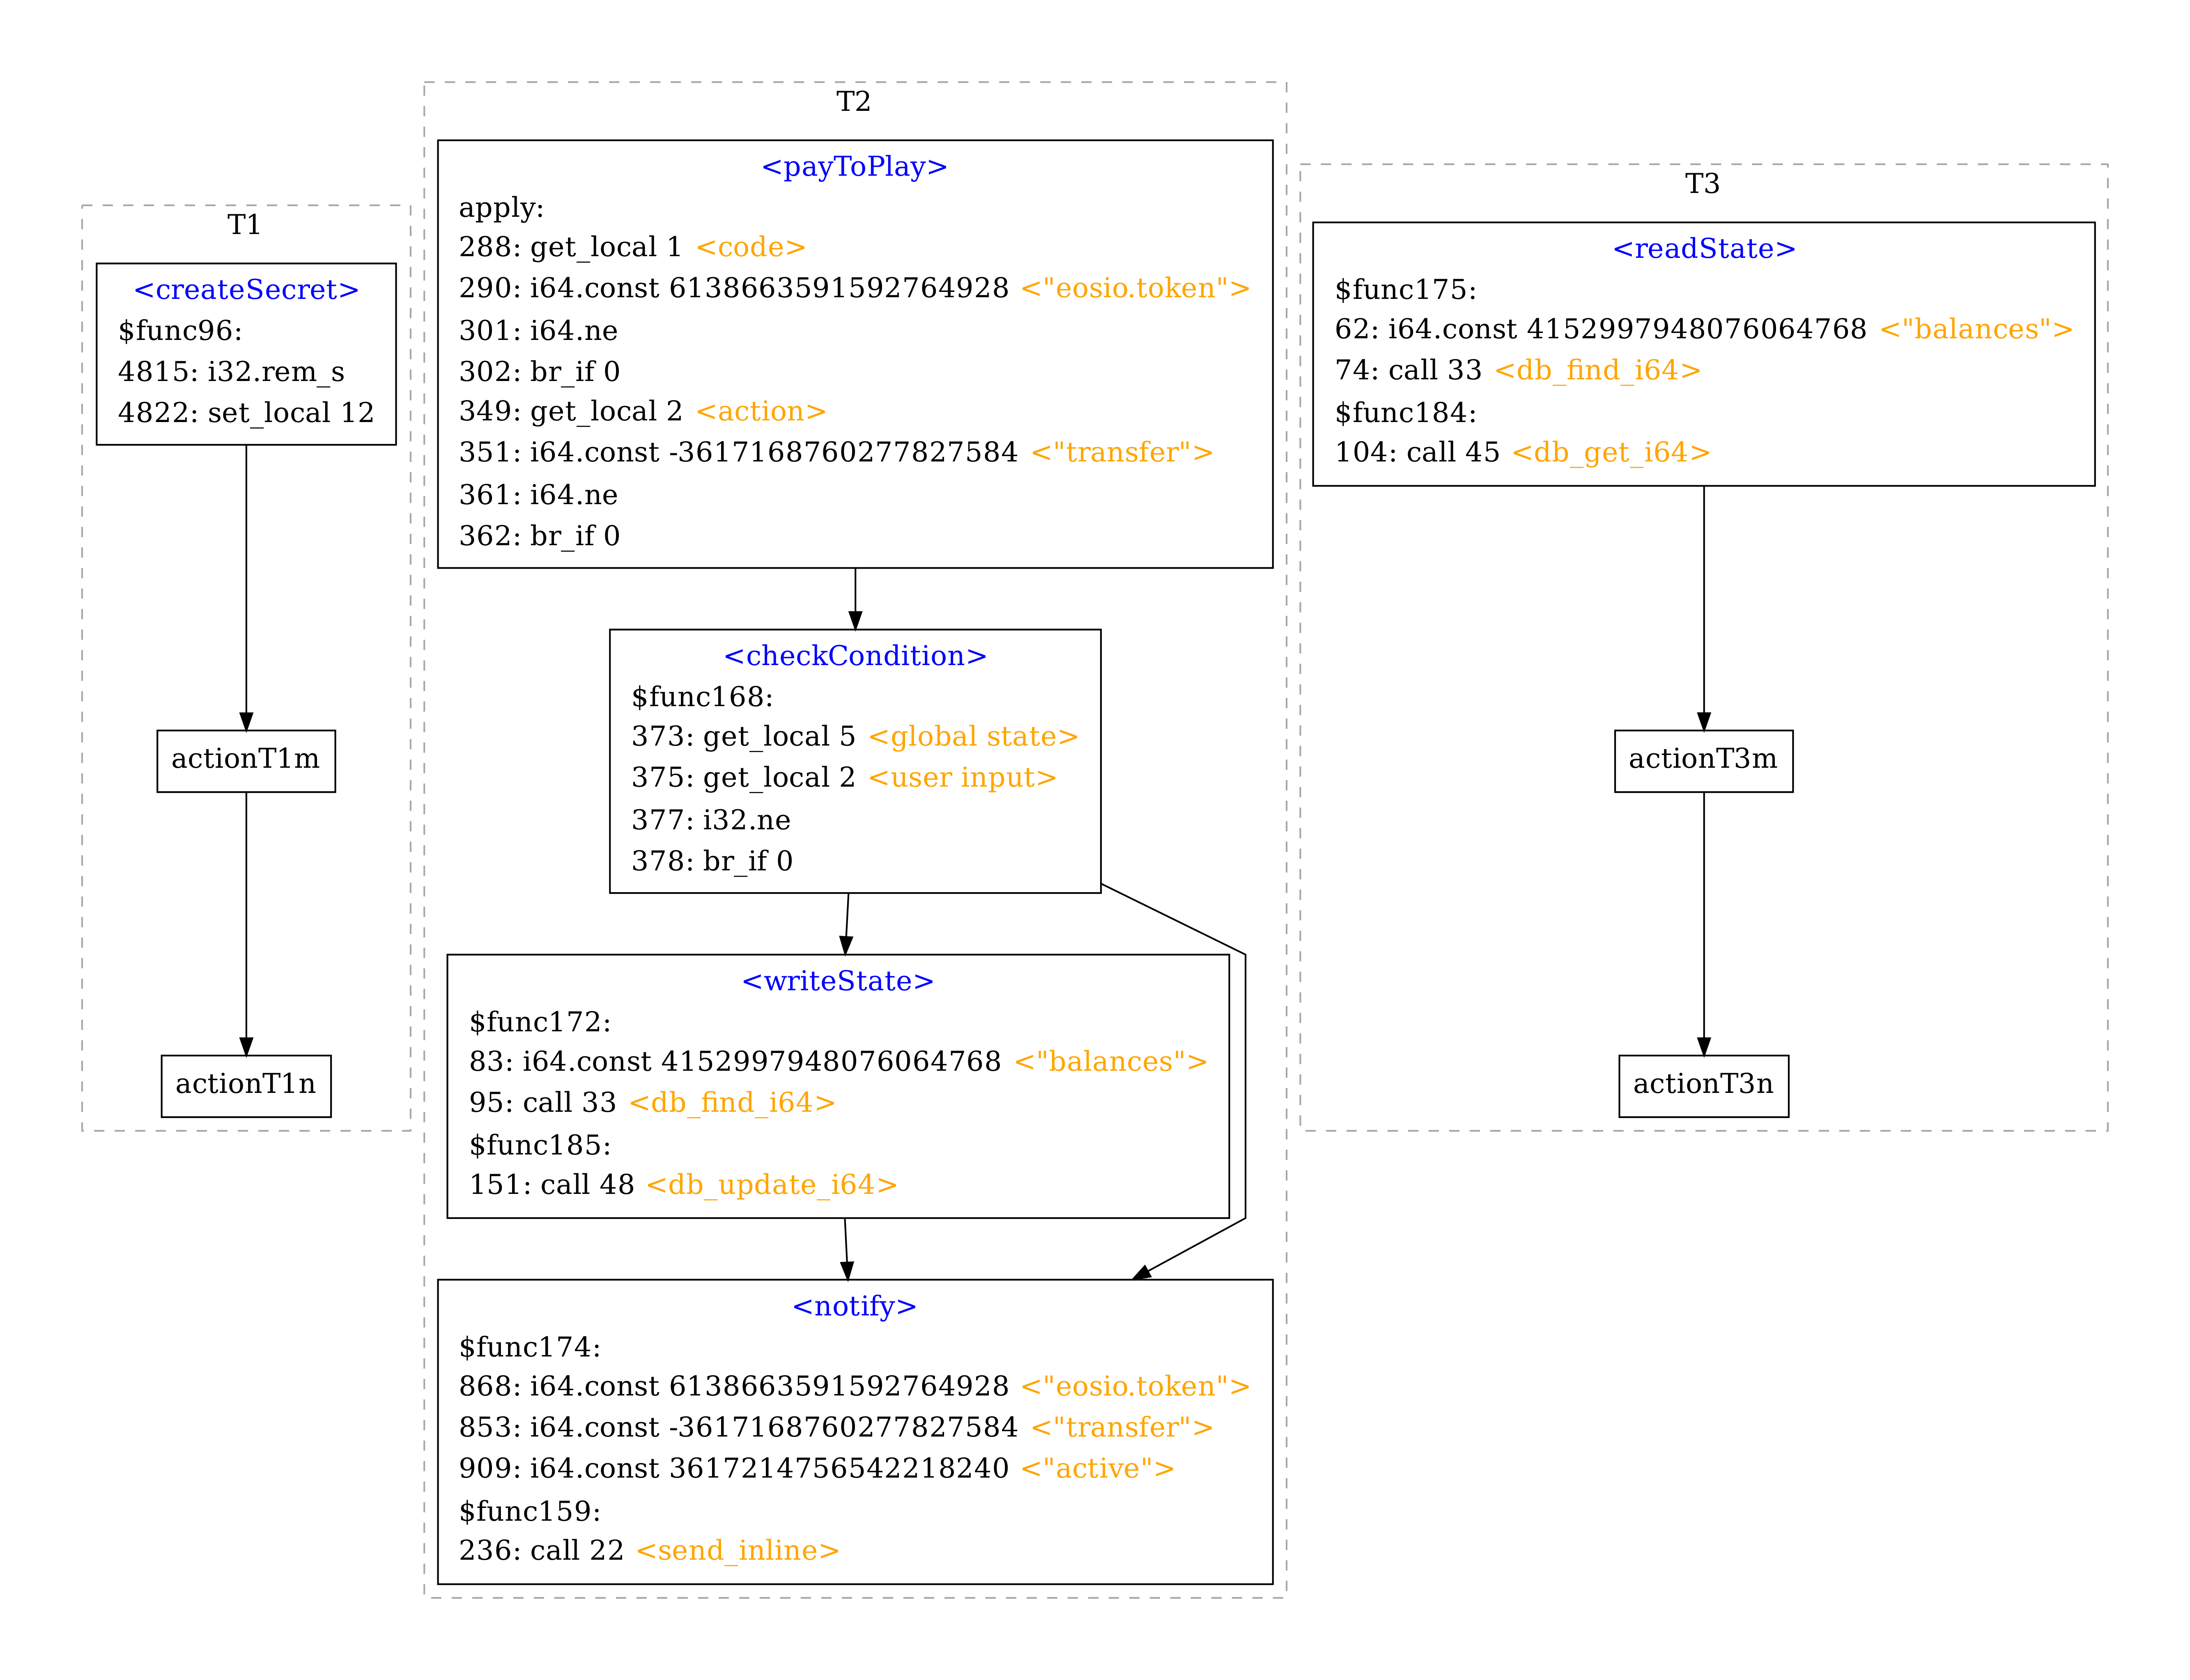 T1
<createSecret>
$func96:
4815: i32.rem_s
4822: set_local 12
actionT1m
actionT1n
T2
<payToPlay>
apply:
288: get_local 1 <code>
290: i64.const 6138663591592764928 <"eosio.token">
301: i64.ne
302: br_if 0
349: get_local 2 <action>
351: i64.const -3617168760277827584 <"transfer">
361: i64.ne
362: br_if 0
<checkCondition>
$func168:
373: get_local 5 <global state>
375: get_local 2 <user input>
377: i32.ne
378: br_if 0
<writeState>
$func172:
83: i64.const 4152997948076064768 <"balances">
95: call 33 <db_find_i64>
$func185:
151: call 48 <db_update_i64>
<notify>
$func174:
868: i64.const 6138663591592764928 <"eosio.token">
853: i64.const -3617168760277827584 <"transfer">
909: i64.const 3617214756542218240 <"active">
$func159:
236: call 22 <send_inline>
T3
<readState>
$func175:
62: i64.const 4152997948076064768 <"balances">
74: call 33 <db_find_i64>
$func184:
104: call 45 <db_get_i64>
actionT3m
actionT3n